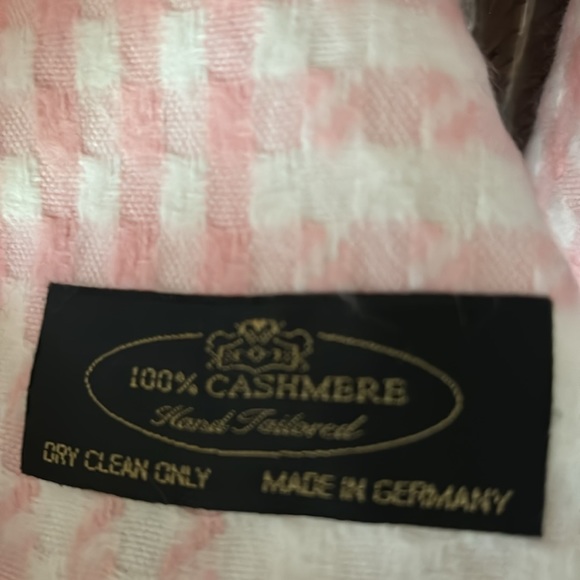 100% CASHMERE
Hand Tailored
DRY CLEAN ONLY
MADE IN GERMANY